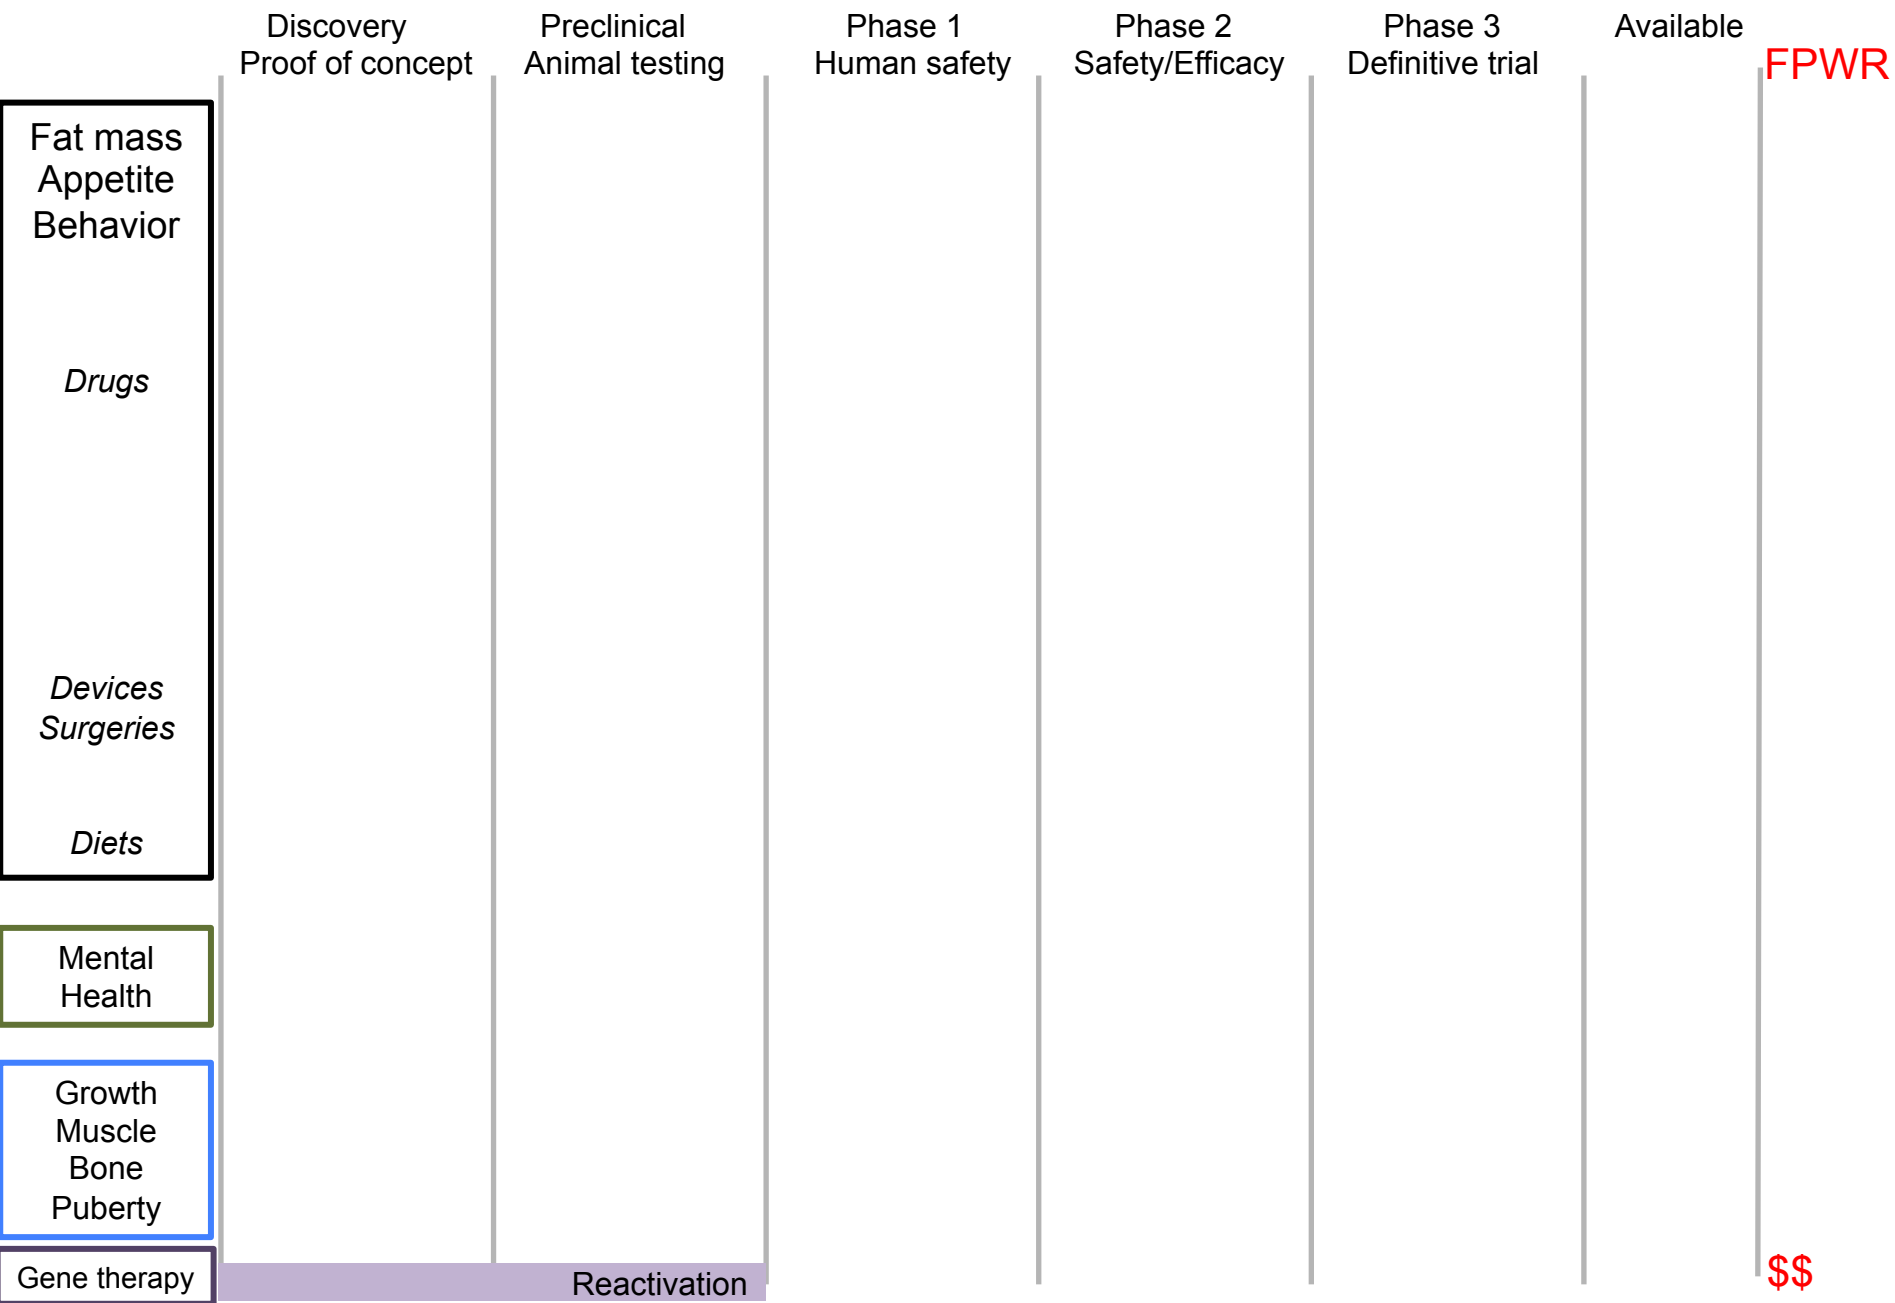 Discovery
Proof of concept
Preclinical
Animal testing
Phase 1
Human safety
Phase 2
Safety/Efficacy
Phase 3
Definitive trial
Available
FPWR
Fat mass
Appetite
Behavior
Drugs
Devices
Surgeries
Diets
Mental
Health
Growth
Muscle
Bone
Puberty
Gene therapy
Reactivation
$$